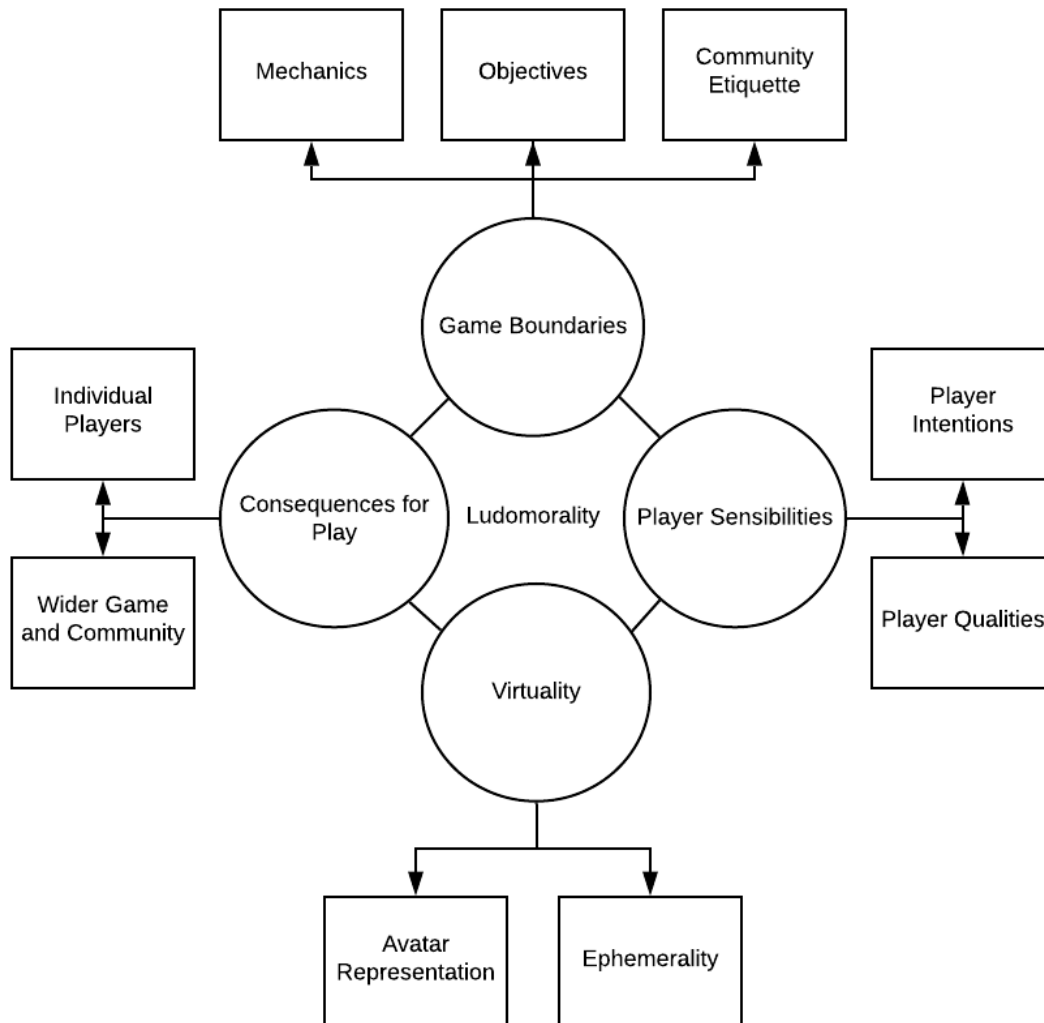 Mechanics
Objectives
Community
Etiquette
Game Boundaries
Individual
Players
Player
Intentions
Consequences for
Play
Ludomorality
Player Sensibilities
Wider Game
and Community
Player Qualities
Virtuality
Avatar
Representation
Ephemerality